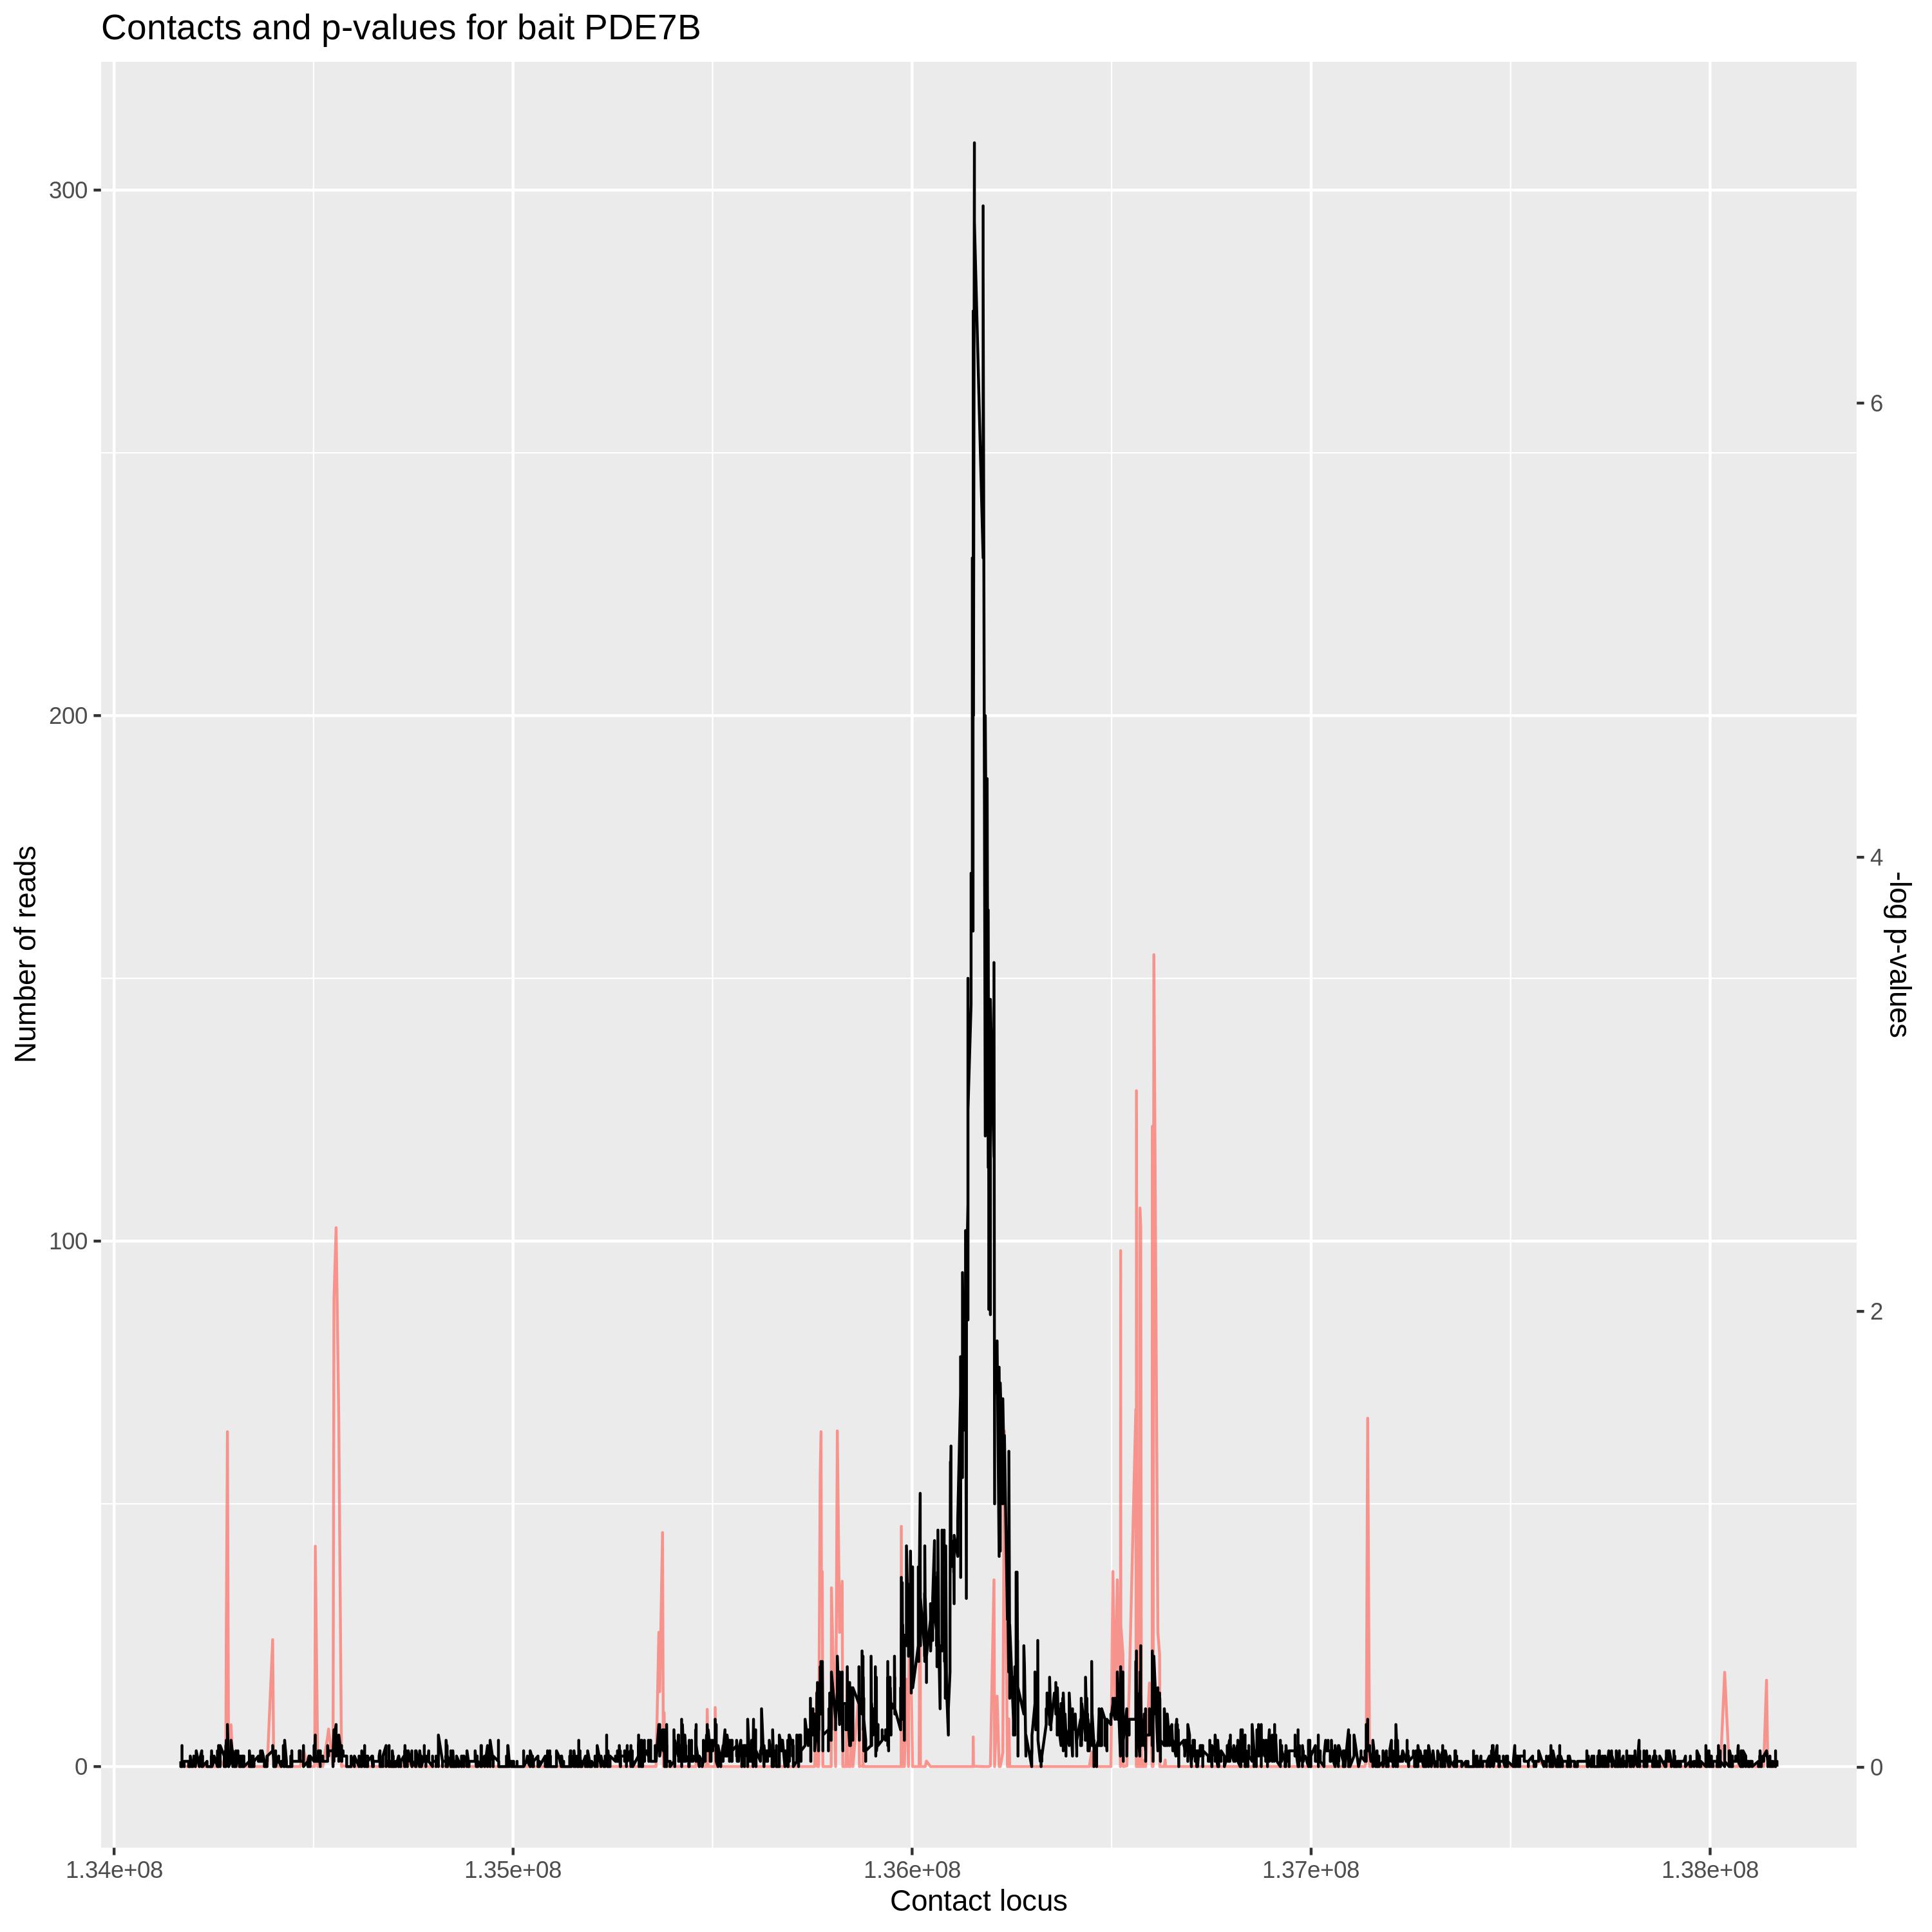 Contacts and p-values for bait PDE7B
300
200
100
0
6
4
2
0
Number of reads
-log p-values
1.34e+08
1.35e+08
1.36e+08
1.37e+08
1.38e+08
Contact locus